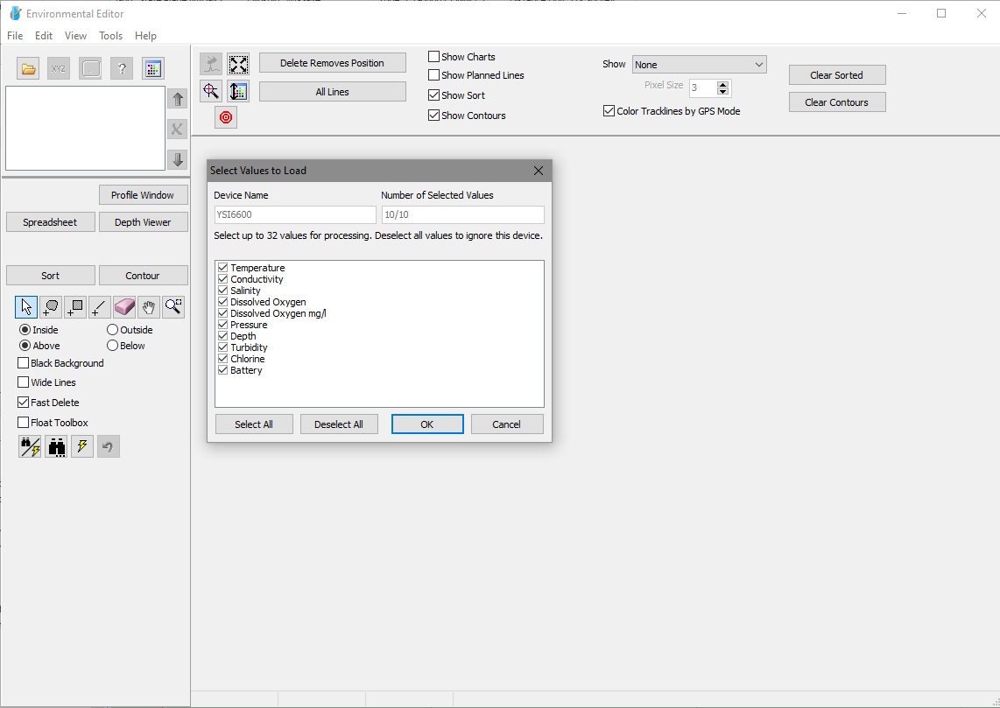 Environmental Editor
File Edit View Tools Help
XYZ
?
Delete Removes Position
All Lines
Show Charts
Show Planned Lines
Show Sort
Show Contours
Show None
Pixel Size 3
Color Tracklines by GPS Mode
Clear Sorted
Clear Contours
Profile Window
Spreadsheet Depth Viewer
Sort Contour
Inside Outside
Above Below
Black Background
Wide Lines
Fast Delete
Float Toolbox
Select Values to Load
Device Name Number of Selected Values
YSI6600 10/10
Select up to 32 values for processing. Deselect all values to ignore this device.
Temperature
Conductivity
Salinity
Dissolved Oxygen
Dissolved Oxygen mg/l
Pressure
Depth
Turbidity
Chlorine
Battery
Select All Deselect All OK Cancel